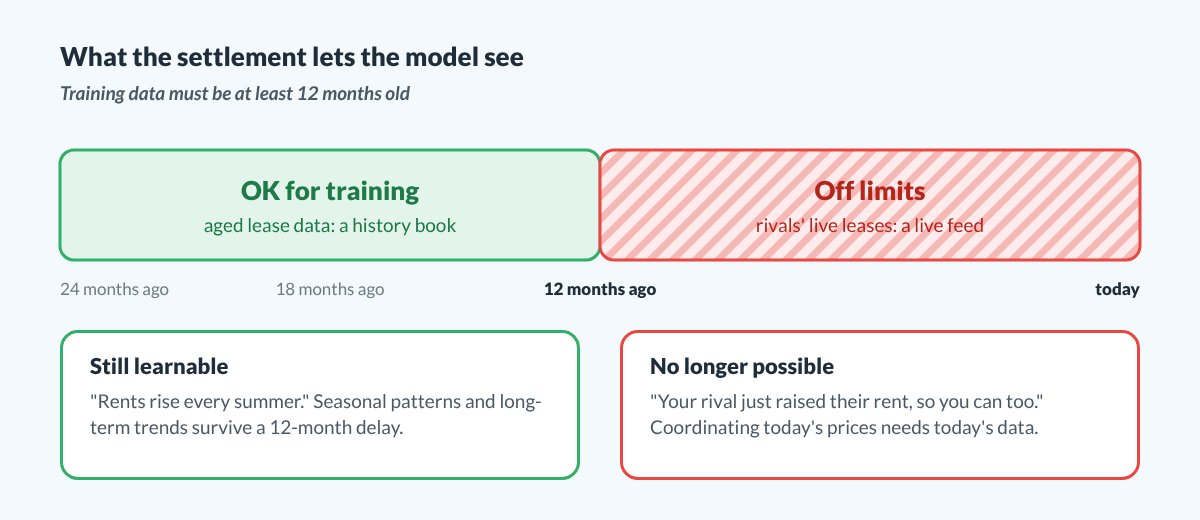 What the settlement lets the model see
Training data must be at least 12 months old
OK for training
aged lease data: a history book
Off limits
rivals' live leases: a live feed
24 months ago
18 months ago
12 months ago
today
Still learnable
"Rents rise every summer." Seasonal patterns and long-
term trends survive a 12-month delay.
No longer possible
"Your rival just raised their rent, so you can too."
Coordinating today's prices needs today's data.